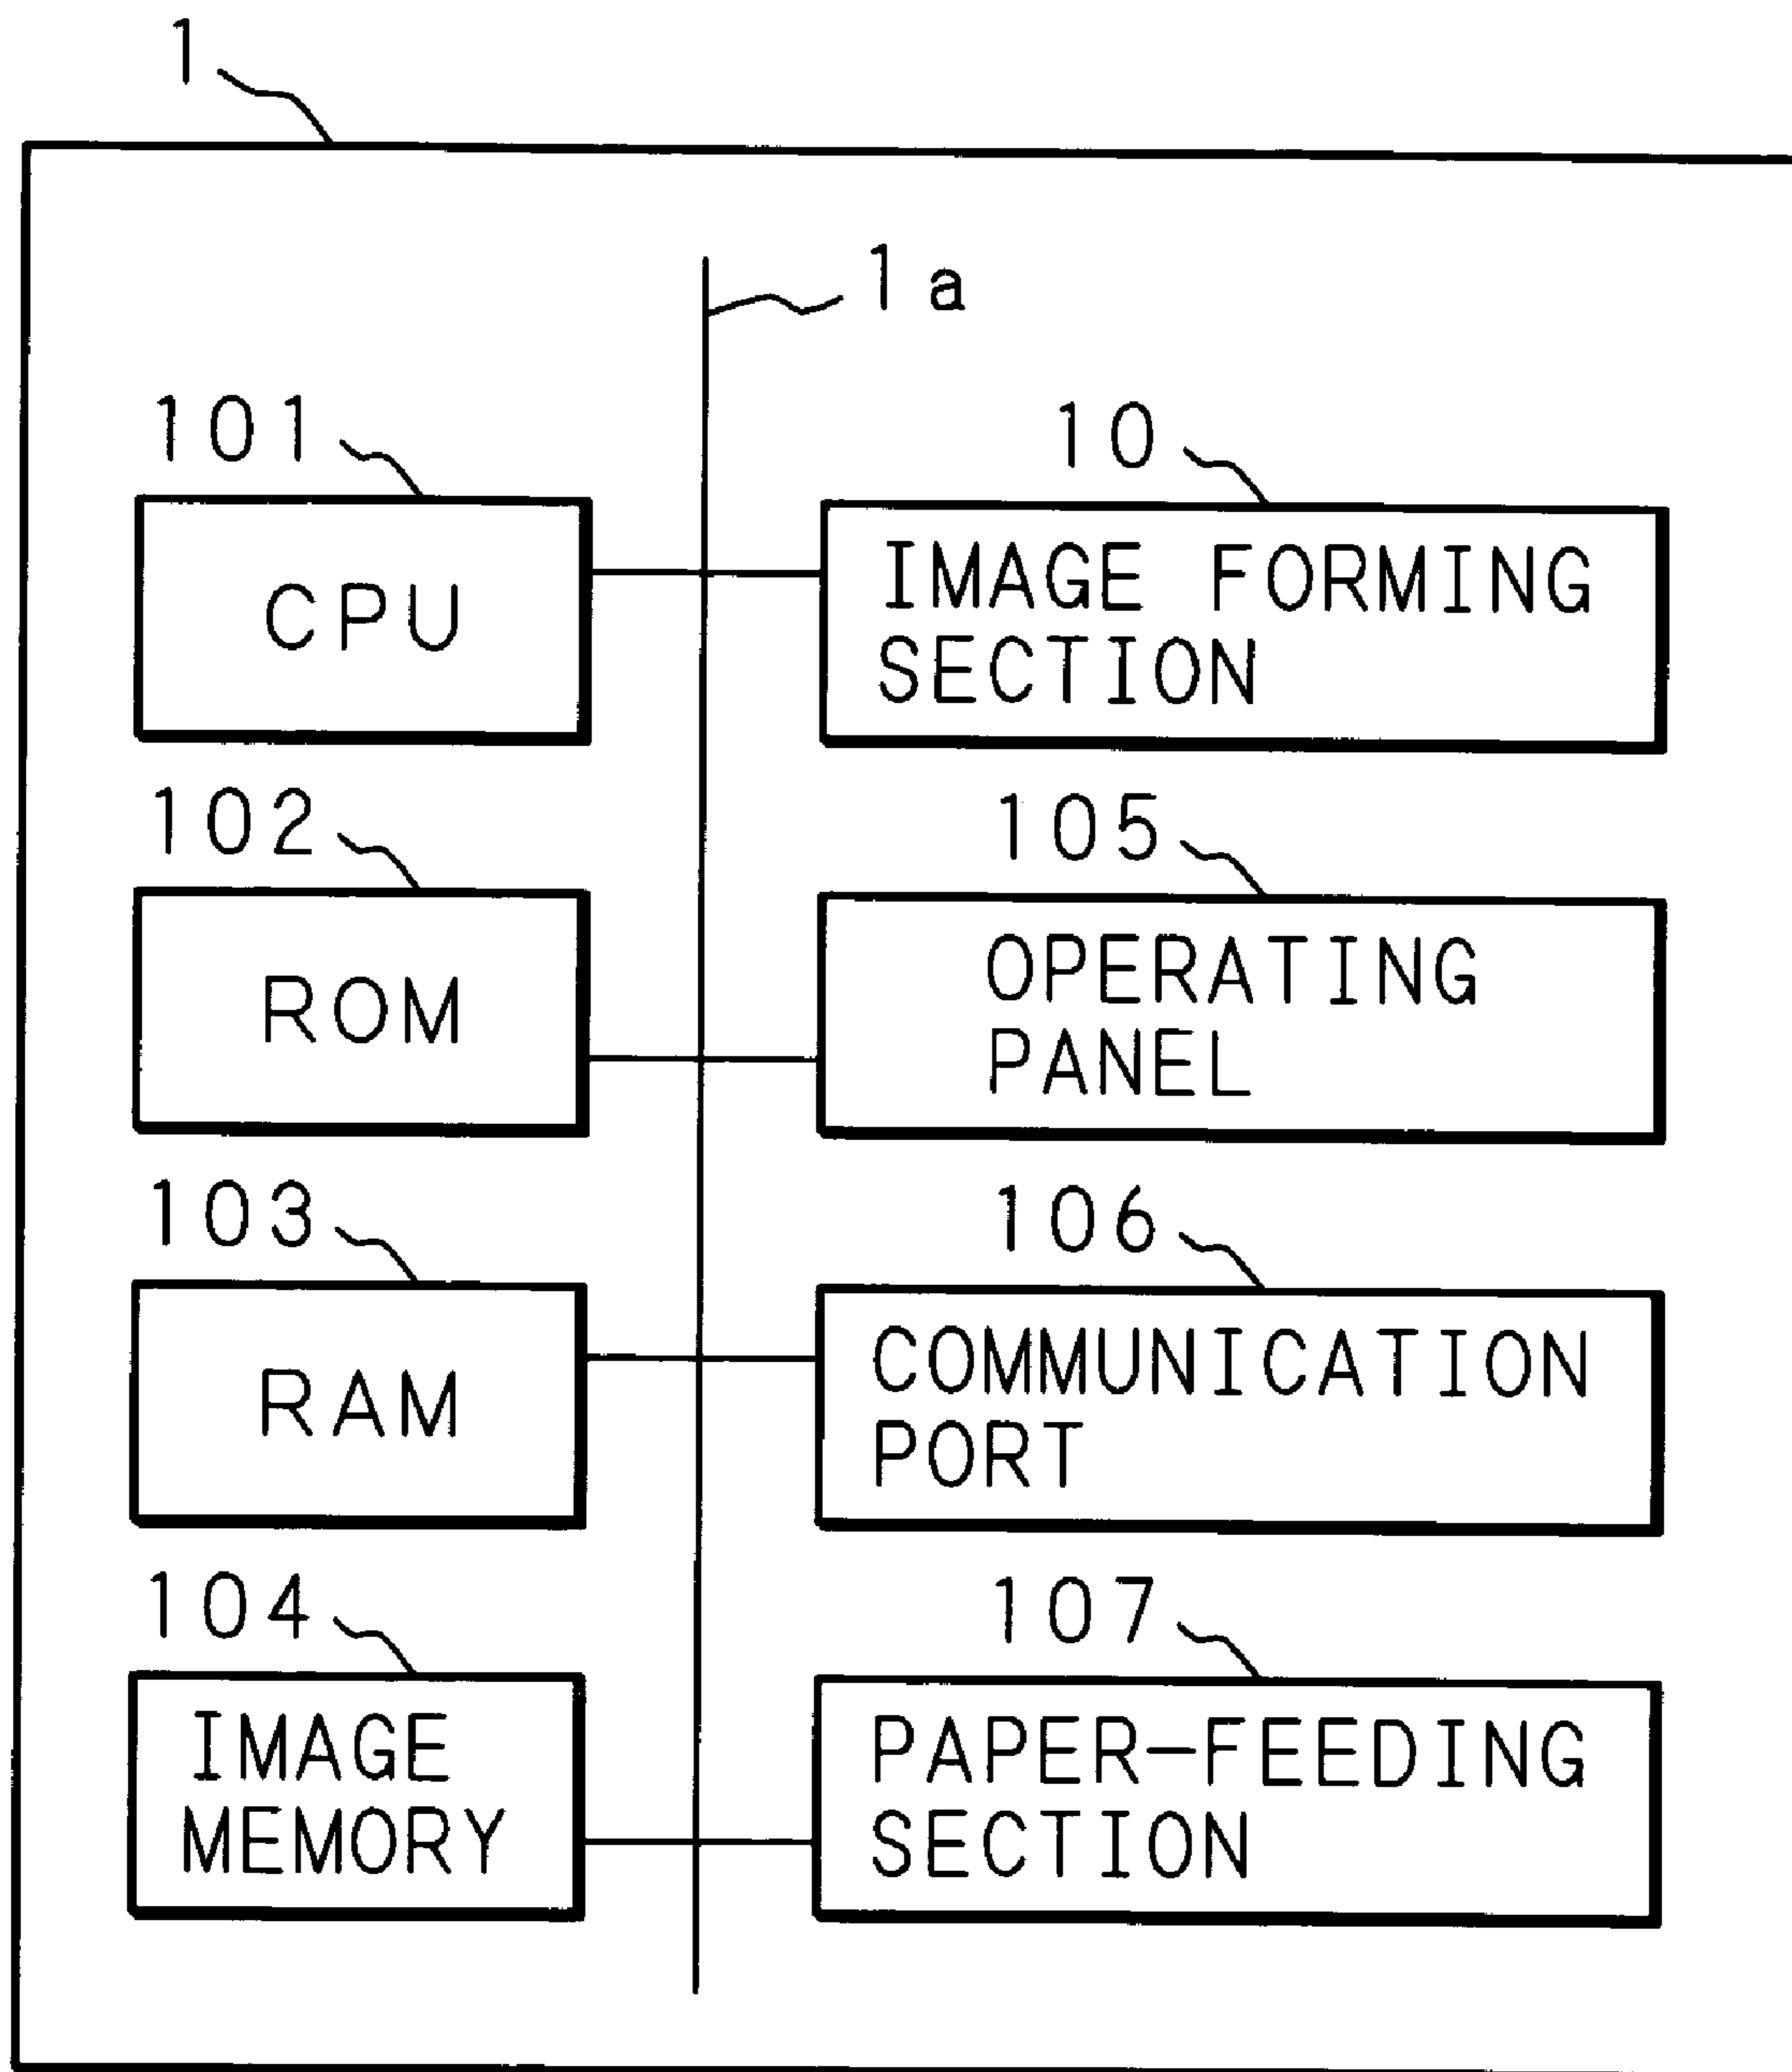 1
1a
101
CPU
10
IMAGE FORMING
SECTION
102
ROM
105
OPERATING
PANEL
103
RAM
106
COMMUNICATION
PORT
104
IMAGE
MEMORY
107
PAPER-FEEDING
SECTION